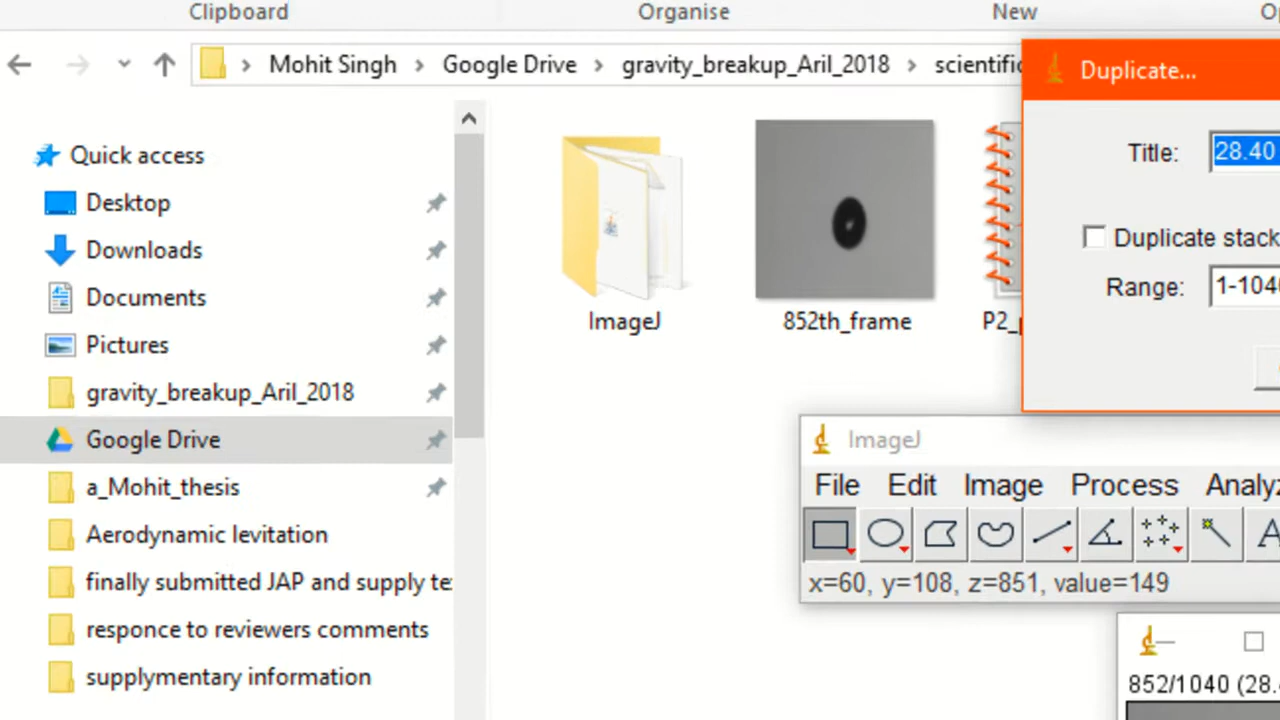 Clipboard
Organise
New
Mohit Singh
Google Drive
gravity_breakup_Aril_2018
Duplicate...
Title: 28.40
Duplicate stack
Range:
Quick access
Desktop
Downloads
Documents
Pictures
gravity_breakup_Aril_2018
Google Drive
a_Mohit_thesis
Aerodynamic levitation
finally submitted JAP and supply
responce to reviewers comments
supplymentary information
ImageJ
852th_frame
ImageJ
File Edit Image Process
x=60, y=108, z=851, value=149
852/1040